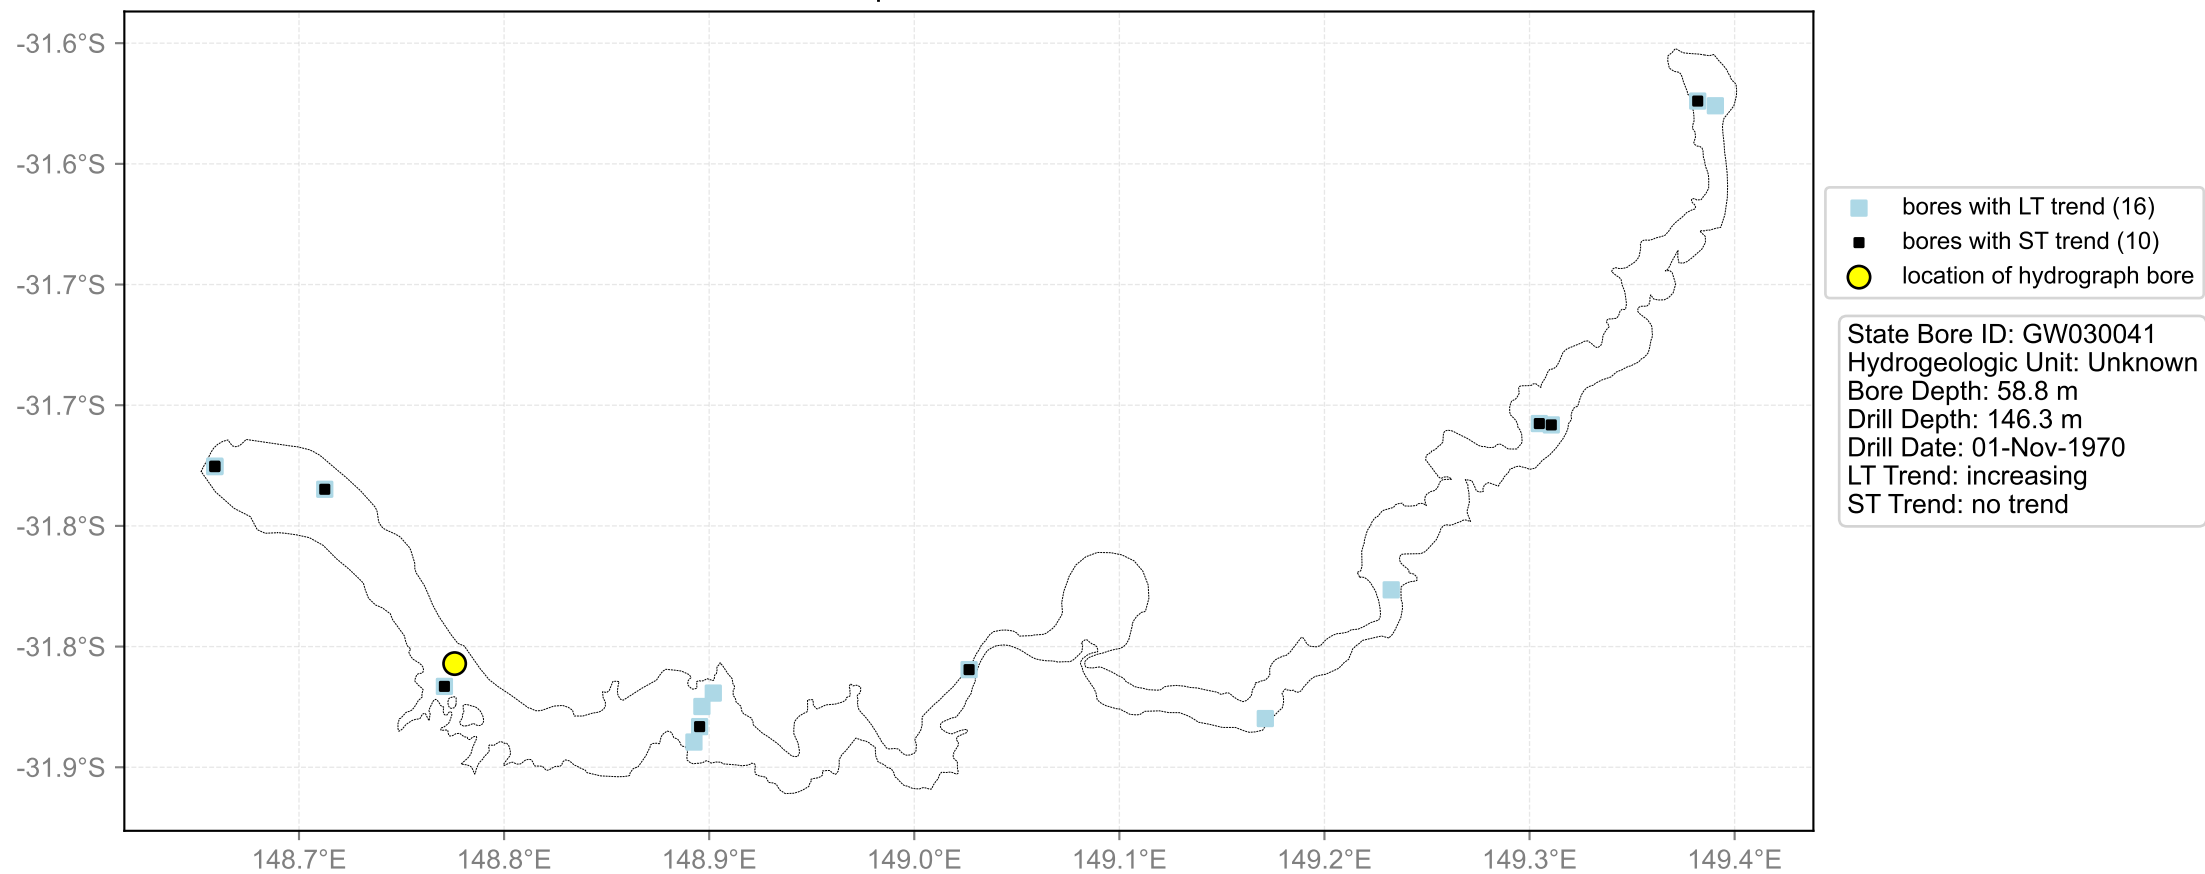 -31.6°S
-31.6°S
-31.7°S
-31.7°S
-31.8°S
-31.8°S
-31.9°S
148.7°E
148.8°E
148.9°E
149.0°E
149.1°E
149.2°E
149.3°E
149.4°E
bores with LT trend (16)
bores with ST trend (10)
location of hydrograph bore
State Bore ID: GW030041
Hydrogeologic Unit: Unknown
Bore Depth: 58.8 m
Drill Depth: 146.3 m
Drill Date: 01-Nov-1970
LT Trend: increasing
ST Trend: no trend